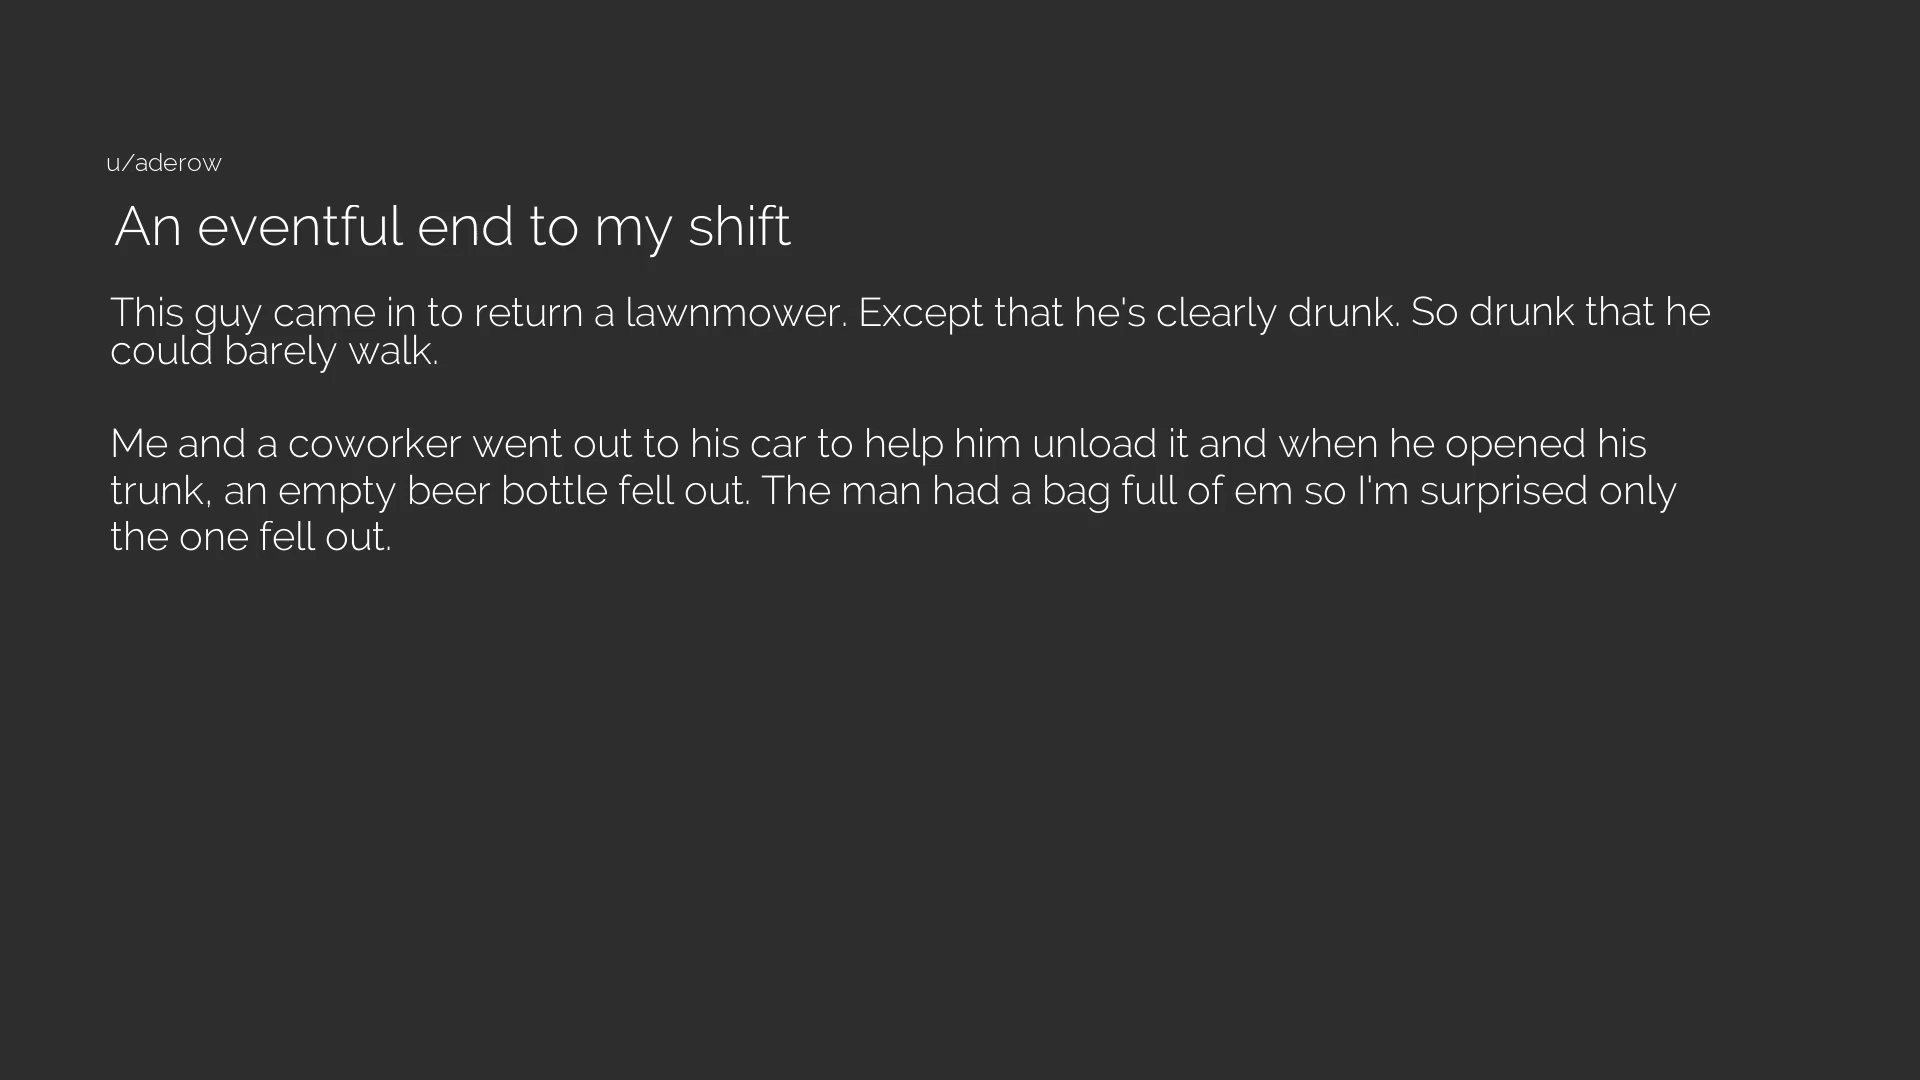 u/aderow
An eventful end to my shift
This guy came in to return a lawnmower. Except that he's clearly drunk. So drunk that he
could barely walk.
Me and a coworker went out to his car to help him unload it and when he opened his
trunk, an empty beer bottle fell out. The man had a bag full of em so I'm surprised only
the one fell out.